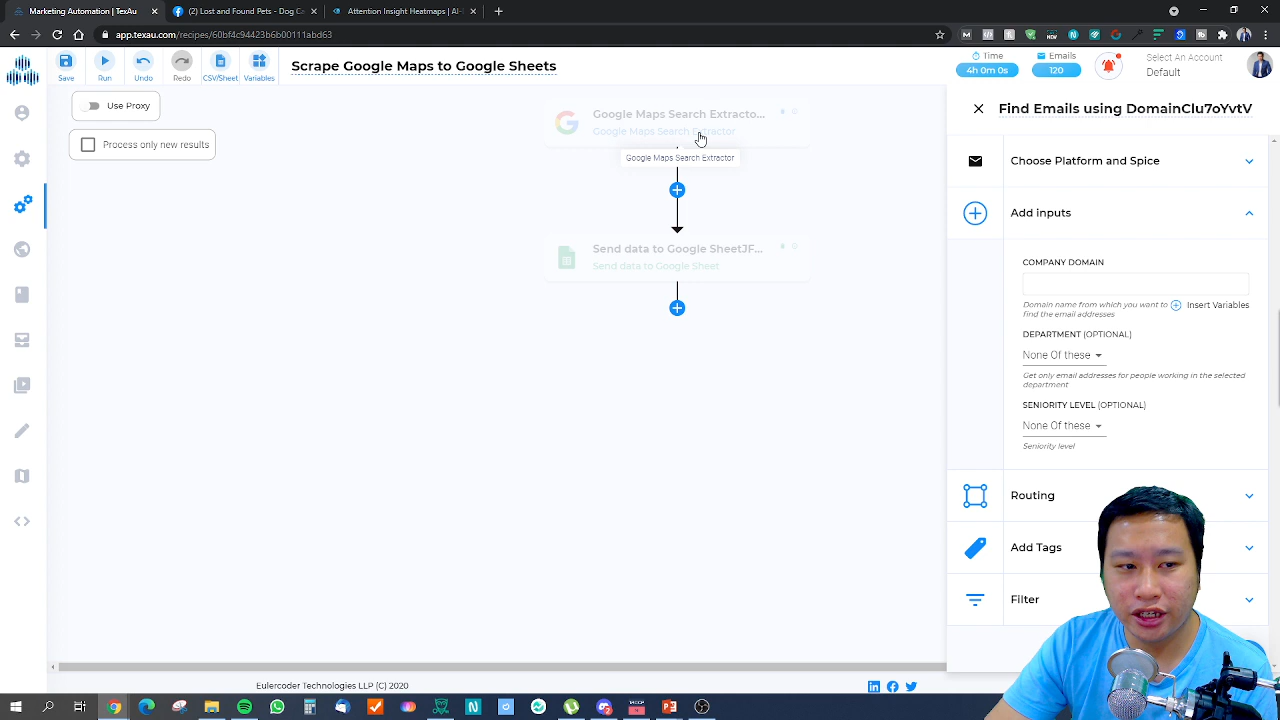 Marketing Automation | TexAu
(2) Lost and Found Pets - Dog Ca
Attention Insight Heatmaps | AI-
app.texau.com/recipes/60bf4e94423beb00111abd63
Save
Run
Undo
Redo
CSV/Sheet
Variables
Scrape Google Maps to Google Sheets
Time
4h 0m 0s
Emails
120
Select An Account
Default
Use Proxy
Process only new results
Google Maps Search Extracto...
Google Maps Search Extractor
Google Maps Search Extractor
Send data to Google SheetJF...
Send data to Google Sheet
Find Emails using DomainCIu7oYvtV
Choose Platform and Spice
Add inputs
COMPANY DOMAIN
Domain name from which you want to
find the email addresses
Insert Variables
DEPARTMENT (OPTIONAL)
None Of these
Get only email addresses for people working in the selected
department
SENIORITY LEVEL (OPTIONAL)
None Of these
Seniority level
Routing
Add Tags
Filter
Eulercoder Technologies LLP (C) 2020